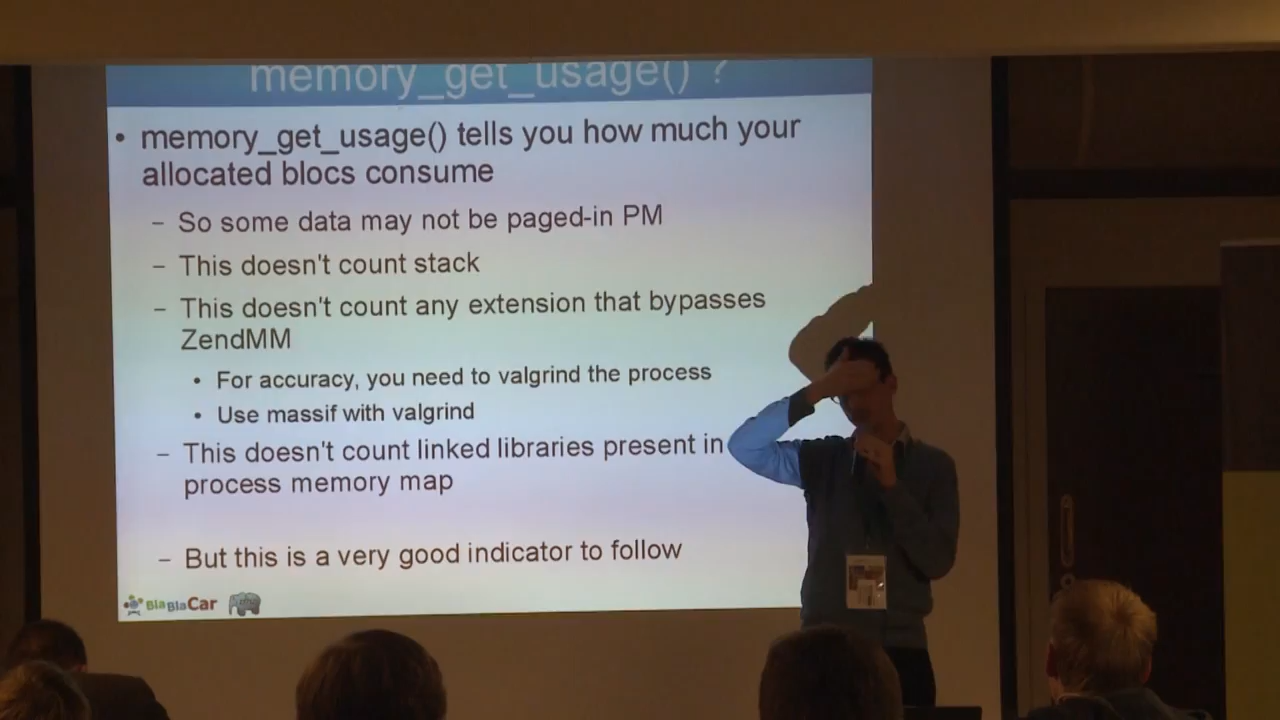 memory_get_usage() ?
• memory_get_usage() tells you how much your
allocated blocs consume
– So some data may not be paged-in PM
– This doesn't count stack
– This doesn't count any extension that bypasses
ZendMM
• For accuracy, you need to valgrind the process
• Use massif with valgrind
– This doesn't count linked libraries present in
process memory map
– But this is a very good indicator to follow
BlaBlaCar